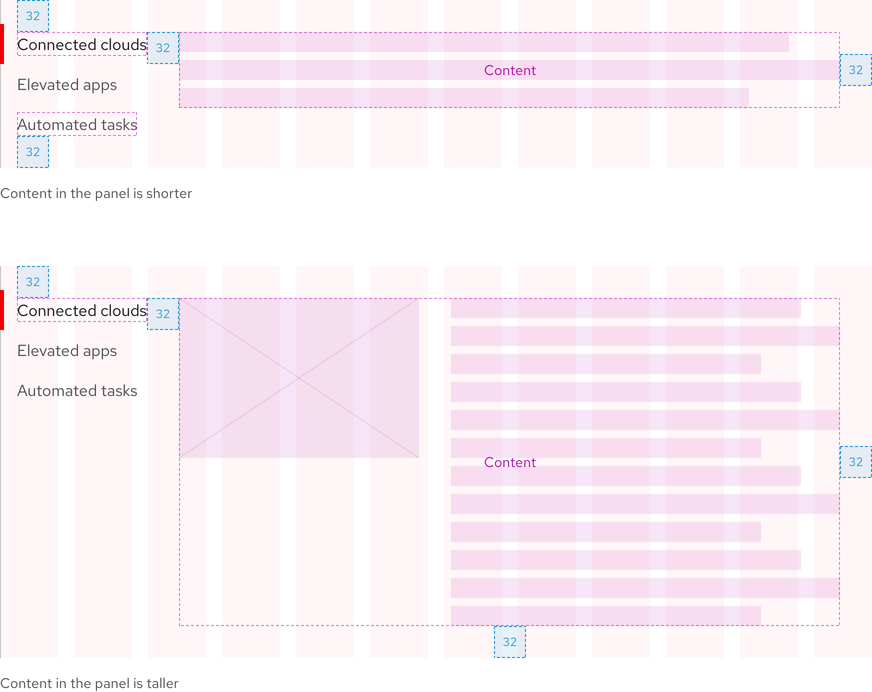 32
Connected clouds
32
Content
32
Elevated apps
Automated tasks
32
Content in the panel is shorter
32
Connected clouds
32
Elevated apps
Automated tasks
Content
32
32
Content in the panel is taller